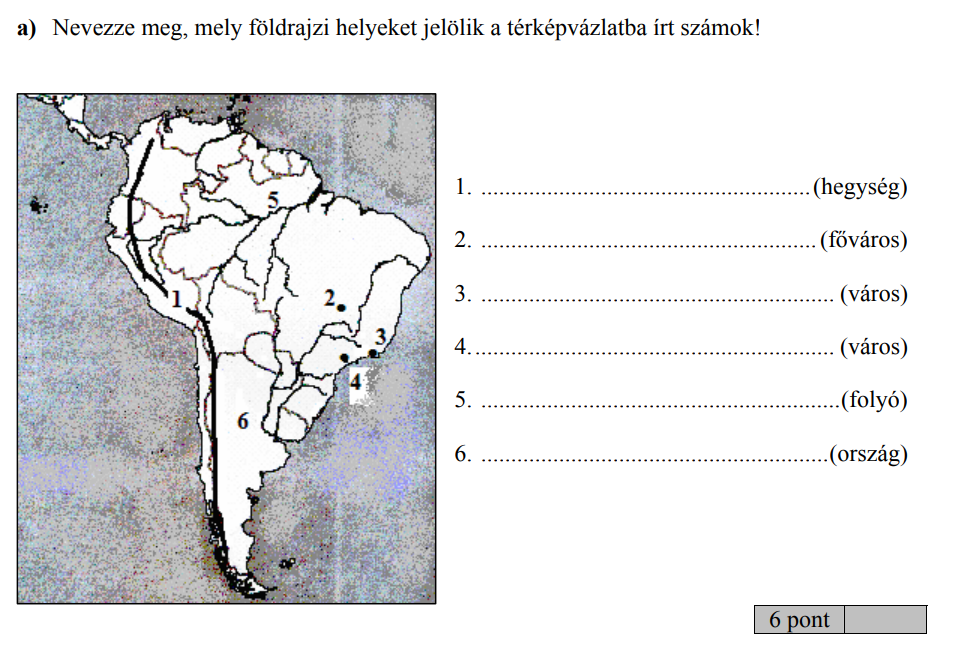 a) Nevezze meg, mely földrajzi helyeket jelölik a térképvázlatba írt számok!
5
1
2
3
4
6
1. ......................................................(hegység)
2. ....................................................... (főváros)
3. .......................................................... (város)
4............................................................ (város)
5. ...........................................................(folyó)
6. .........................................................(ország)
6 pont